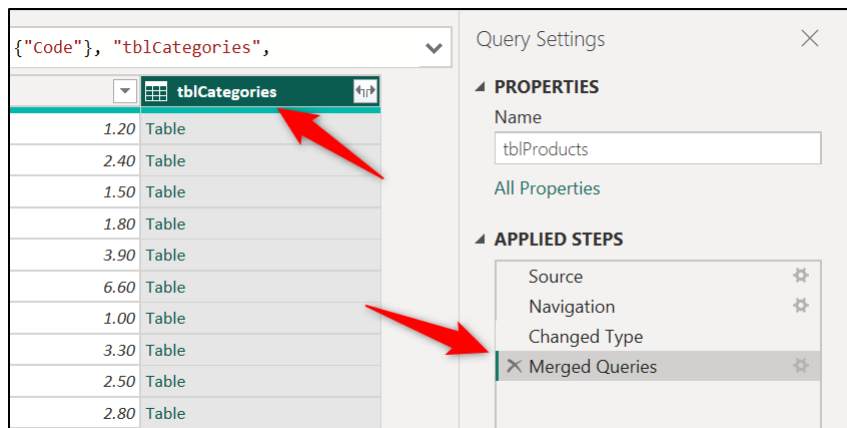 {"Code"}, "tblCategories",
Query Settings
PROPERTIES
Name
tblProducts
All Properties
APPLIED STEPS
Source
Navigation
Changed Type
Merged Queries
tblCategories
1.20 Table
2.40 Table
1.50 Table
1.80 Table
3.90 Table
6.60 Table
1.00 Table
3.30 Table
2.50 Table
2.80 Table